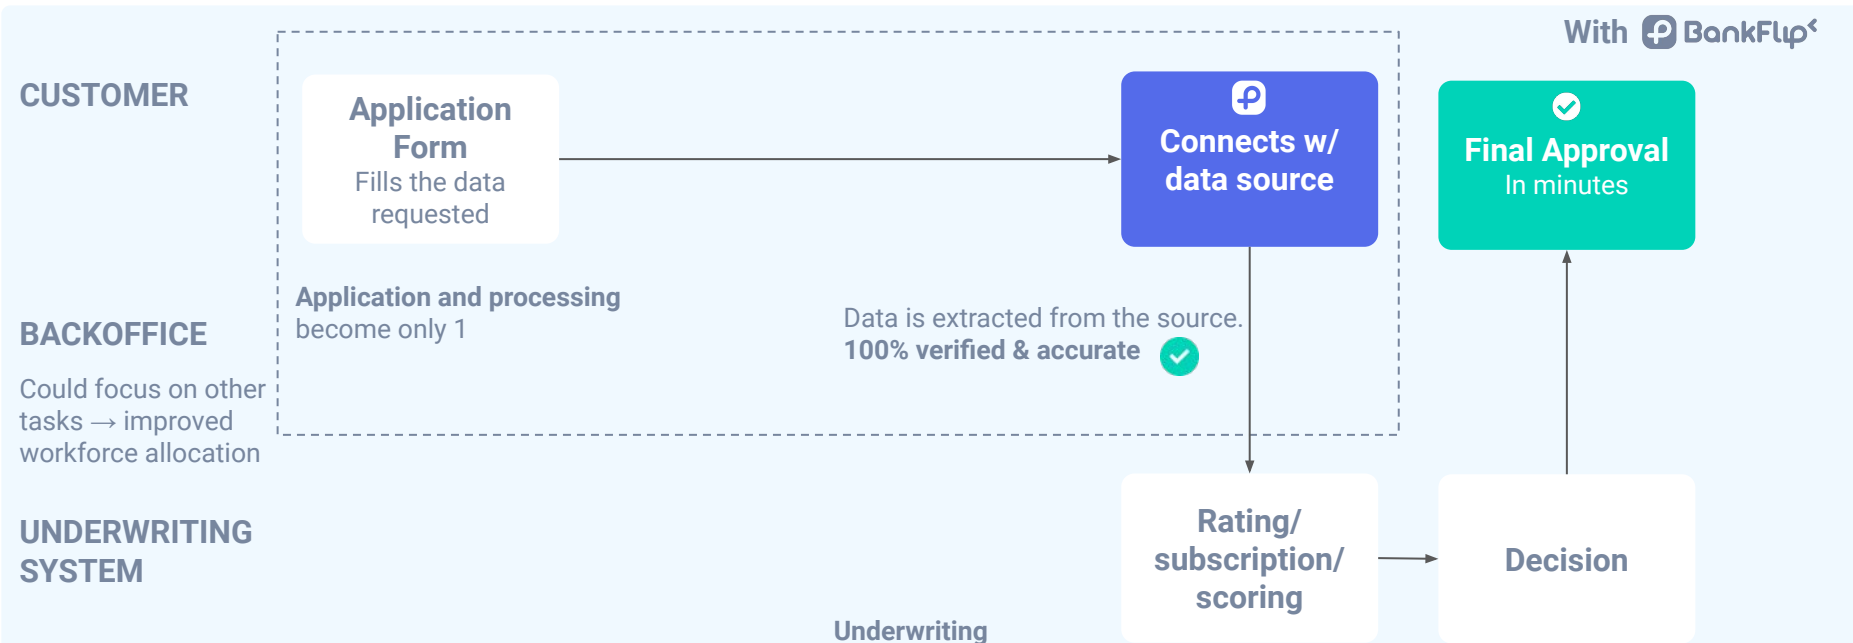 With BankFlip
CUSTOMER
Application
Form
Fills the data
requested
Connects w/
data source
Final Approval
In minutes
Application and processing
become only 1
Data is extracted from the source.
100% verified & accurate
BACKOFFICE
Could focus on other
tasks → improved
workforce allocation
UNDERWRITING
SYSTEM
Rating/
subscription/
scoring
Decision
Underwriting